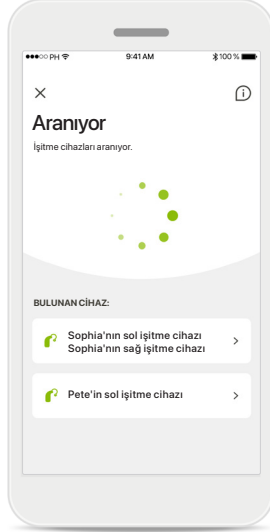 PH 9:41 AM 100 %
Aranıyor
İşitme cihazları aranıyor.
BULUNAN CİHAZ:
Sophia'nın sol işitme cihazı
Sophia'nın sağ işitme cihazı
Pete'in sol işitme cihazı